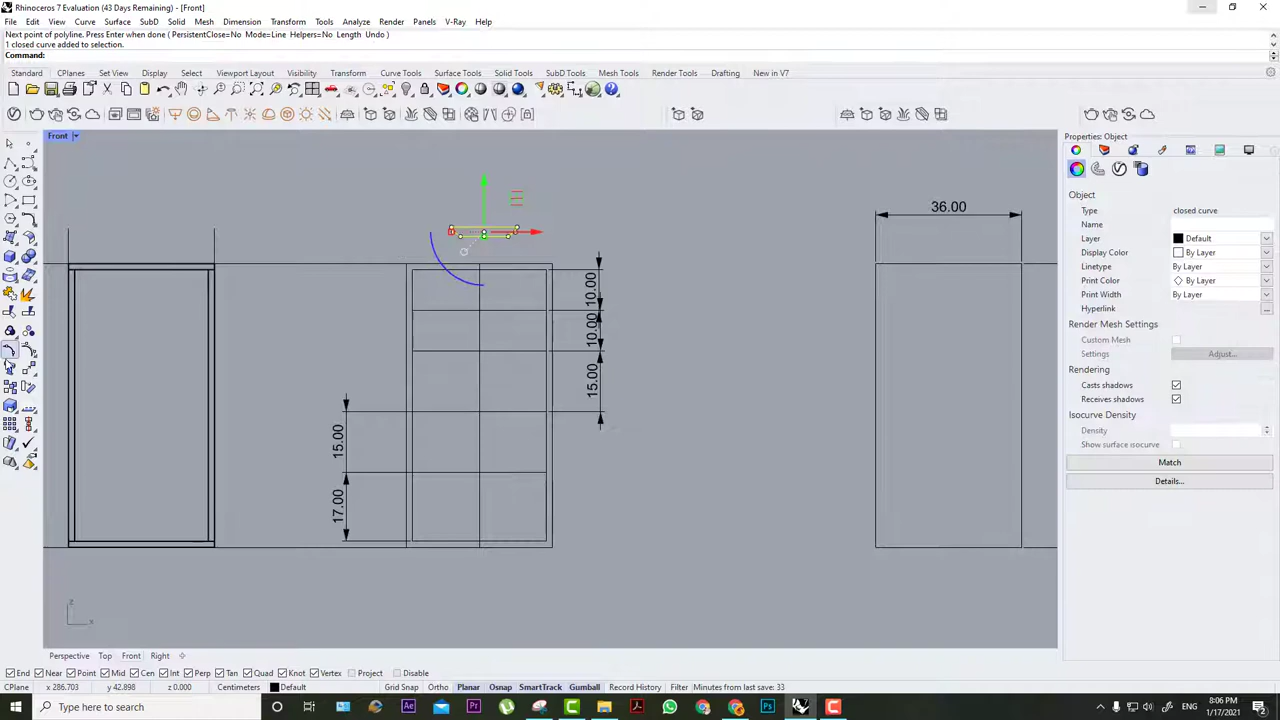 Rhinoceros 7 Evaluation (43 Days Remaining) - [Front]
File Edit View Curve Surface SubD Solid Mesh Dimension Transform Tools Analyze Render Panels V-Ray Help
Next point of polyline. Press Enter when done ( PersistentClose=No Mode=Line Helpers=No Length Undo )
1 closed curve added to selection.
Command:
Standard CPlanes Set View Display Select Viewport Layout Visibility Transform Curve Tools Surface Tools Solid Tools SubD Tools Mesh Tools Render Tools Drafting New in V7
Front
Properties: Object
Object
Type closed curve
Name
Layer Default
Display Color By Layer
Linetype By Layer
Print Color By Layer
Print Width By Layer
Hyperlink ...
Render Mesh Settings
Custom Mesh
Settings Adjust...
Rendering
Casts shadows
Receives shadows
Isocurve Density
Density
Show surface isocurve
Match
Details...
36.00
10.00
10.00
15.00
15.00
17.00
z
x
Perspective Top Front Right
End Near Point Mid Cen Int Perp Tan Quad Knot Vertex Project Disable
CPlane x 286.703 y 42.898 z 0.000 Centimeters Default Grid Snap Ortho Planar Osnap SmartTrack Gumball Record History Filter Minutes from last save: 33
Type here to search
8:06 PM
1/17/2021